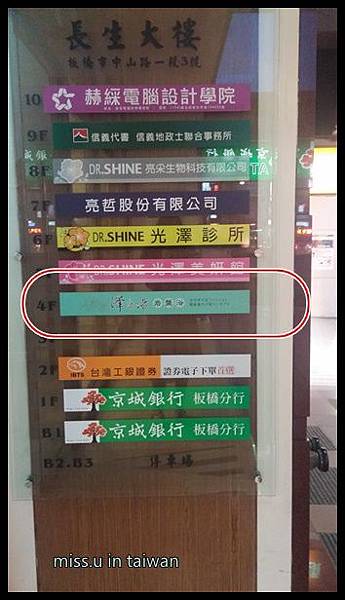 長生大樓
板橋市中山路一段3號
10 赫綵電腦設計學院
9F 信義代書 信義地政士聯合事務所
8F DR.SHINE 亮采生物科技有限公司
7F 亮哲股份有限公司
6F DR.SHINE 光澤診所
DR.SHINE 光澤美妍館
4F
2F IBTS 台灣工銀證券 證券電子下單首選
1F 京城銀行 板橋分行
B1 京城銀行 板橋分行
B2.B3 停車場
miss.u in taiwan